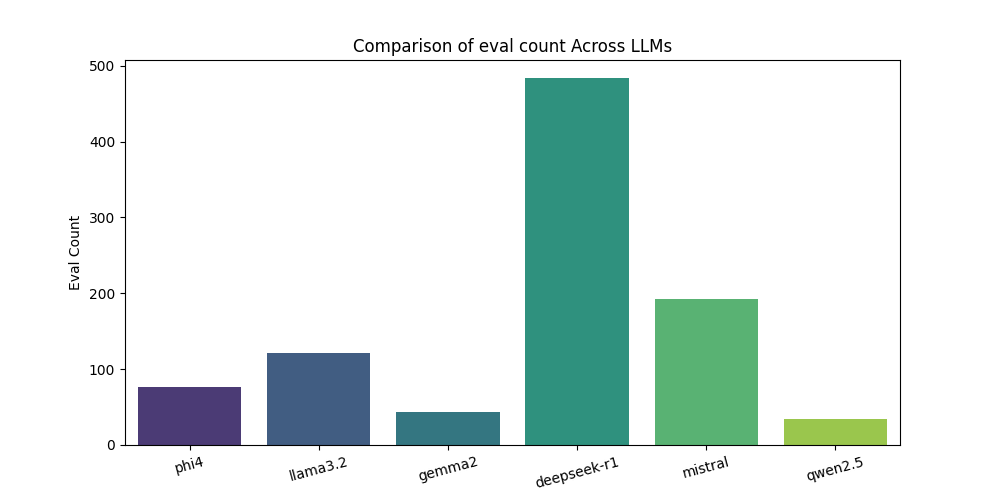 Comparison of eval count Across LLMs
500
400
300
200
100
0
Eval Count
phi4
llama3.2
gemma2
deepseek-r1
mistral
qwen2.5